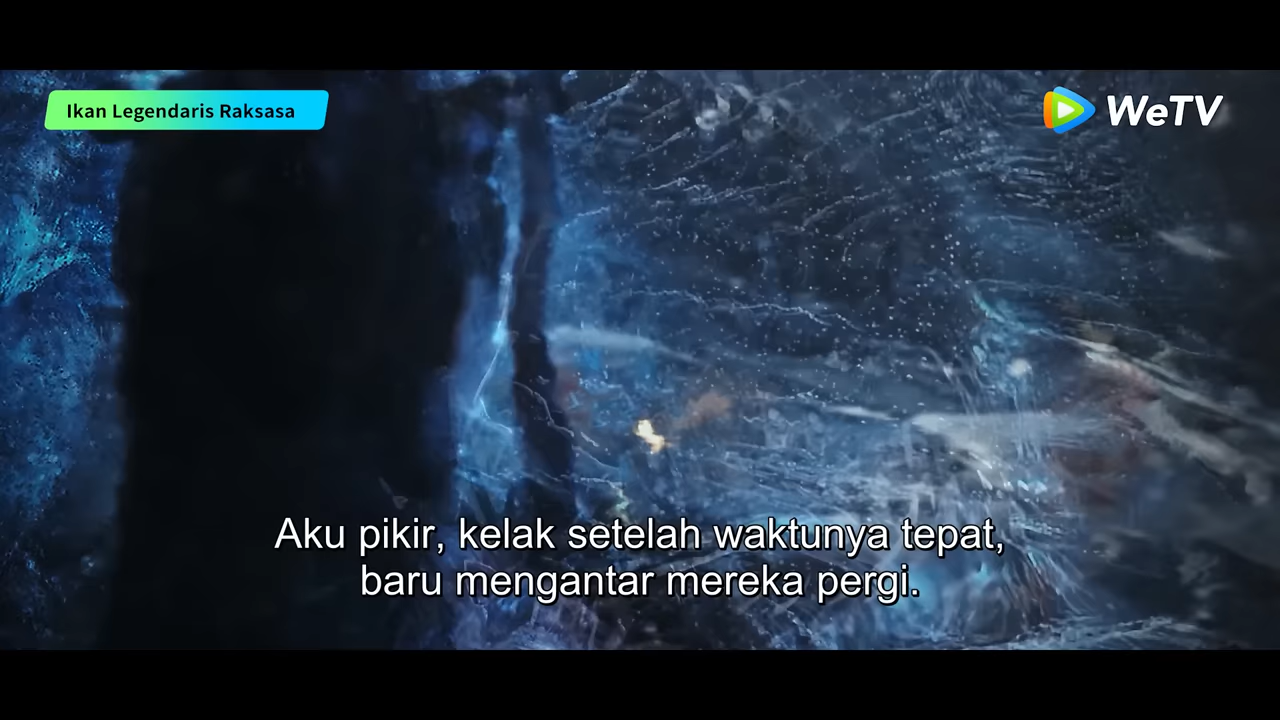 Ikan Legendaris Raksasa
WeTV
Aku pikir, kelak setelah waktunya tepat,
baru mengantar mereka pergi.